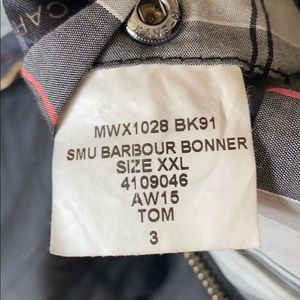 MWX1028 BK91
SMU BARBOUR BONNER
SIZE XXL
4109046
AW15
TOM
3